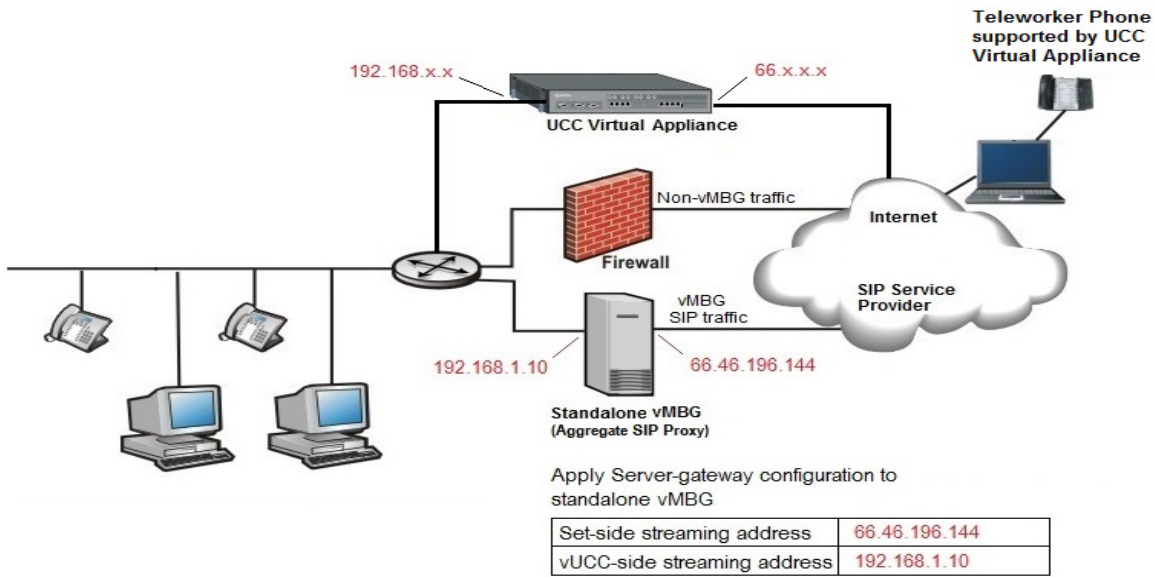 Teleworker Phone
supported by UCC
Virtual Appliance
192.168.x.x
66.x.x.x
UCC Virtual Appliance
Non-vMBG traffic
Internet
Firewall
SIP Service
Provider
vMBG
SIP traffic
192.168.1.10
66.46.196.144
Standalone vMBG
(Aggregate SIP Proxy)
Apply Server-gateway configuration to
standalone vMBG
Set-side streaming address 66.46.196.144
vUCC-side streaming address 192.168.1.10